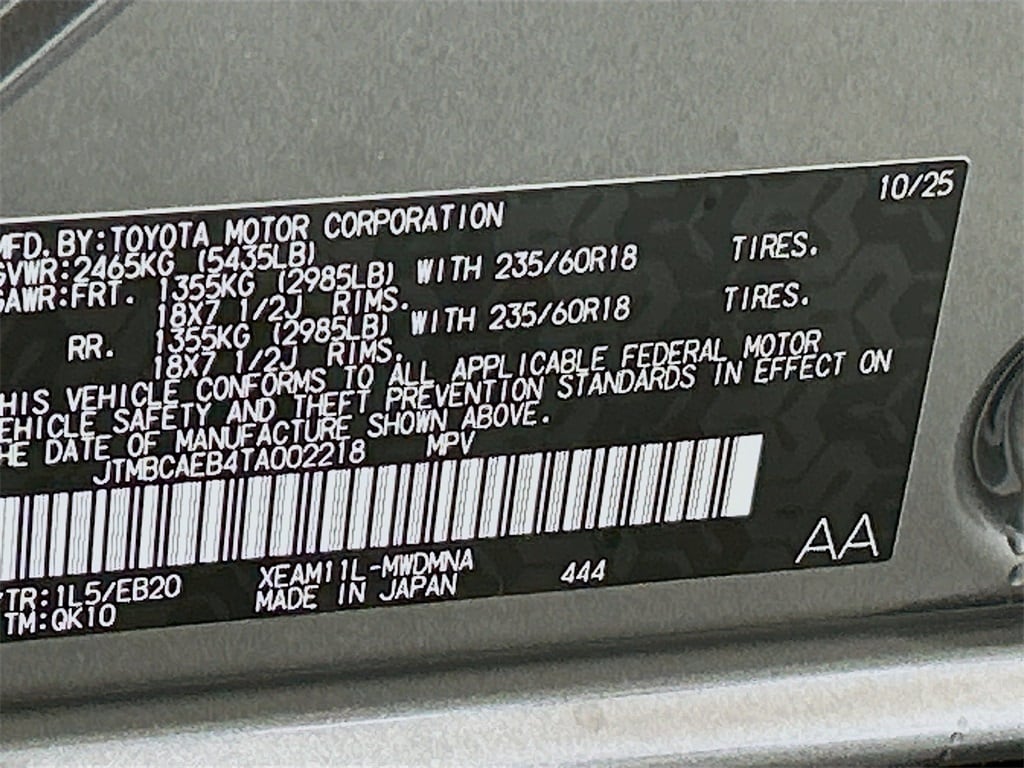 10/25
MFD. BY:TOYOTA MOTOR CORPORATION
GVWR:2465KG (5435LB)
GAWR:FRT. 1355KG (2985LB) WITH 235/60R18 TIRES.
18X7 1/2J RIMS.
RR. 1355KG (2985LB) WITH 235/60R18 TIRES.
18X7 1/2J RIMS.
HIS VEHICLE CONFORMS TO ALL APPLICABLE FEDERAL MOTOR
EHICLE SAFETY AND THEFT PREVENTION STANDARDS IN EFFECT ON
HE DATE OF MANUFACTURE SHOWN ABOVE.
JTMBCAEB4TA002218 MPV
/TR:1L5/EB20 XEAM11L-MWDMNA 444 AA
TM:QK10 MADE IN JAPAN